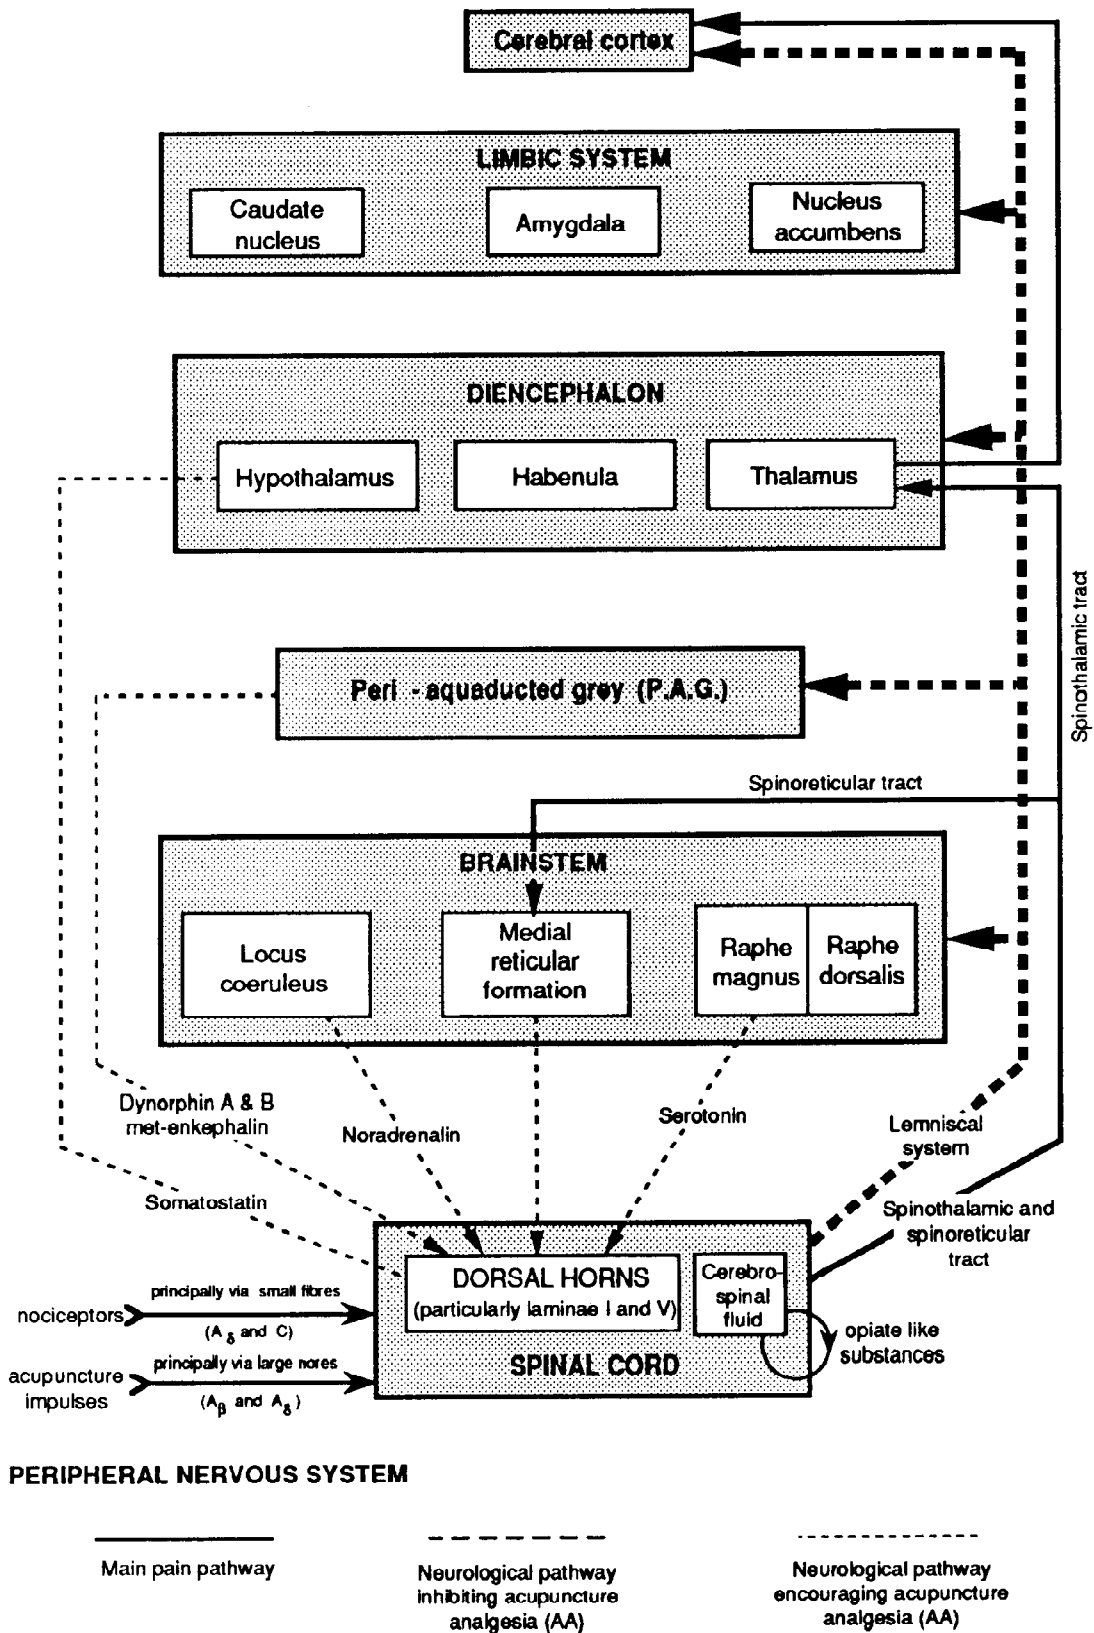 Cerebral cortex
LIMBIC SYSTEM
Caudate
nucleus
Amygdala
Nucleus
accumbens
DIENCEPHALON
Hypothalamus
Habenula
Thalamus
Spinothalamic tract
Peri - aquaducted grey (P.A.G.)
Spinoreticular tract
BRAINSTEM
Locus
coeruleus
Medial
reticular
formation
Raphe
magnus
Raphe
dorsalis
Dynorphin A & B
met-enkephalin
Noradrenalin
Serotonin
Lemniscal
system
Somatostatin
Spinothalamic and
spinoreticular
tract
DORSAL HORNS
(particularly laminae I and V)
Cerebro-
spinal
fluid
SPINAL CORD
opiate like
substances
nociceptors
principally via small fibres
(A δ and C)
acupuncture
impulses
principally via large nores
(Aβ and Aδ)
PERIPHERAL NERVOUS SYSTEM
Main pain pathway
Neurological pathway
inhibiting acupuncture
analgesia (AA)
Neurological pathway
encouraging acupuncture
analgesia (AA)